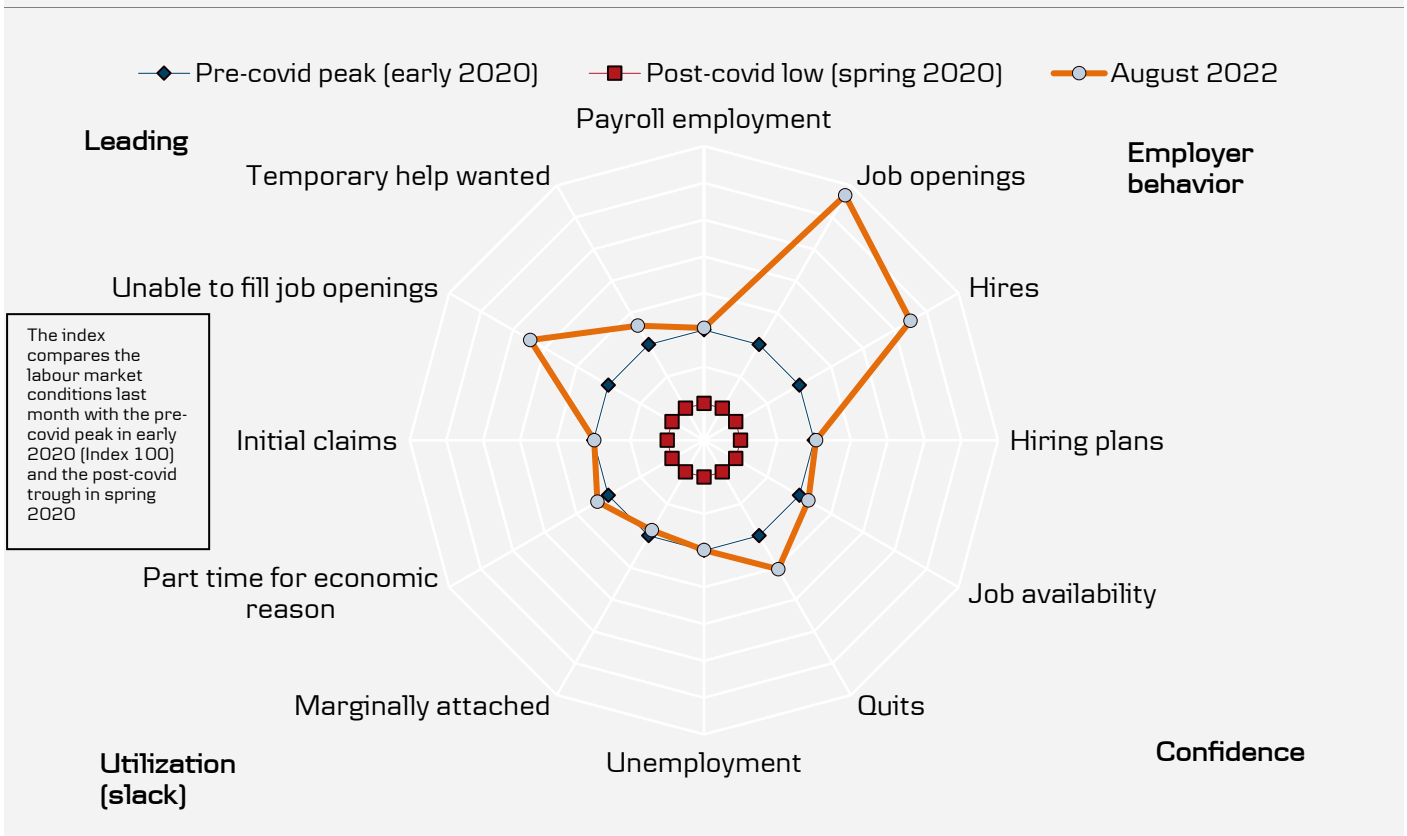 Pre-covid peak (early 2020)
Post-covid low (spring 2020)
August 2022
Leading
Payroll employment
Employer
behavior
Temporary help wanted
Job openings
Unable to fill job openings
Hires
The index
compares the
labour market
conditions last
month with the pre-
covid peak in early
2020 (Index 100)
and the post-covid
trough in spring
2020
Initial claims
Hiring plans
Part time for economic
reason
Job availability
Marginally attached
Quits
Unemployment
Utilization
(slack)
Confidence